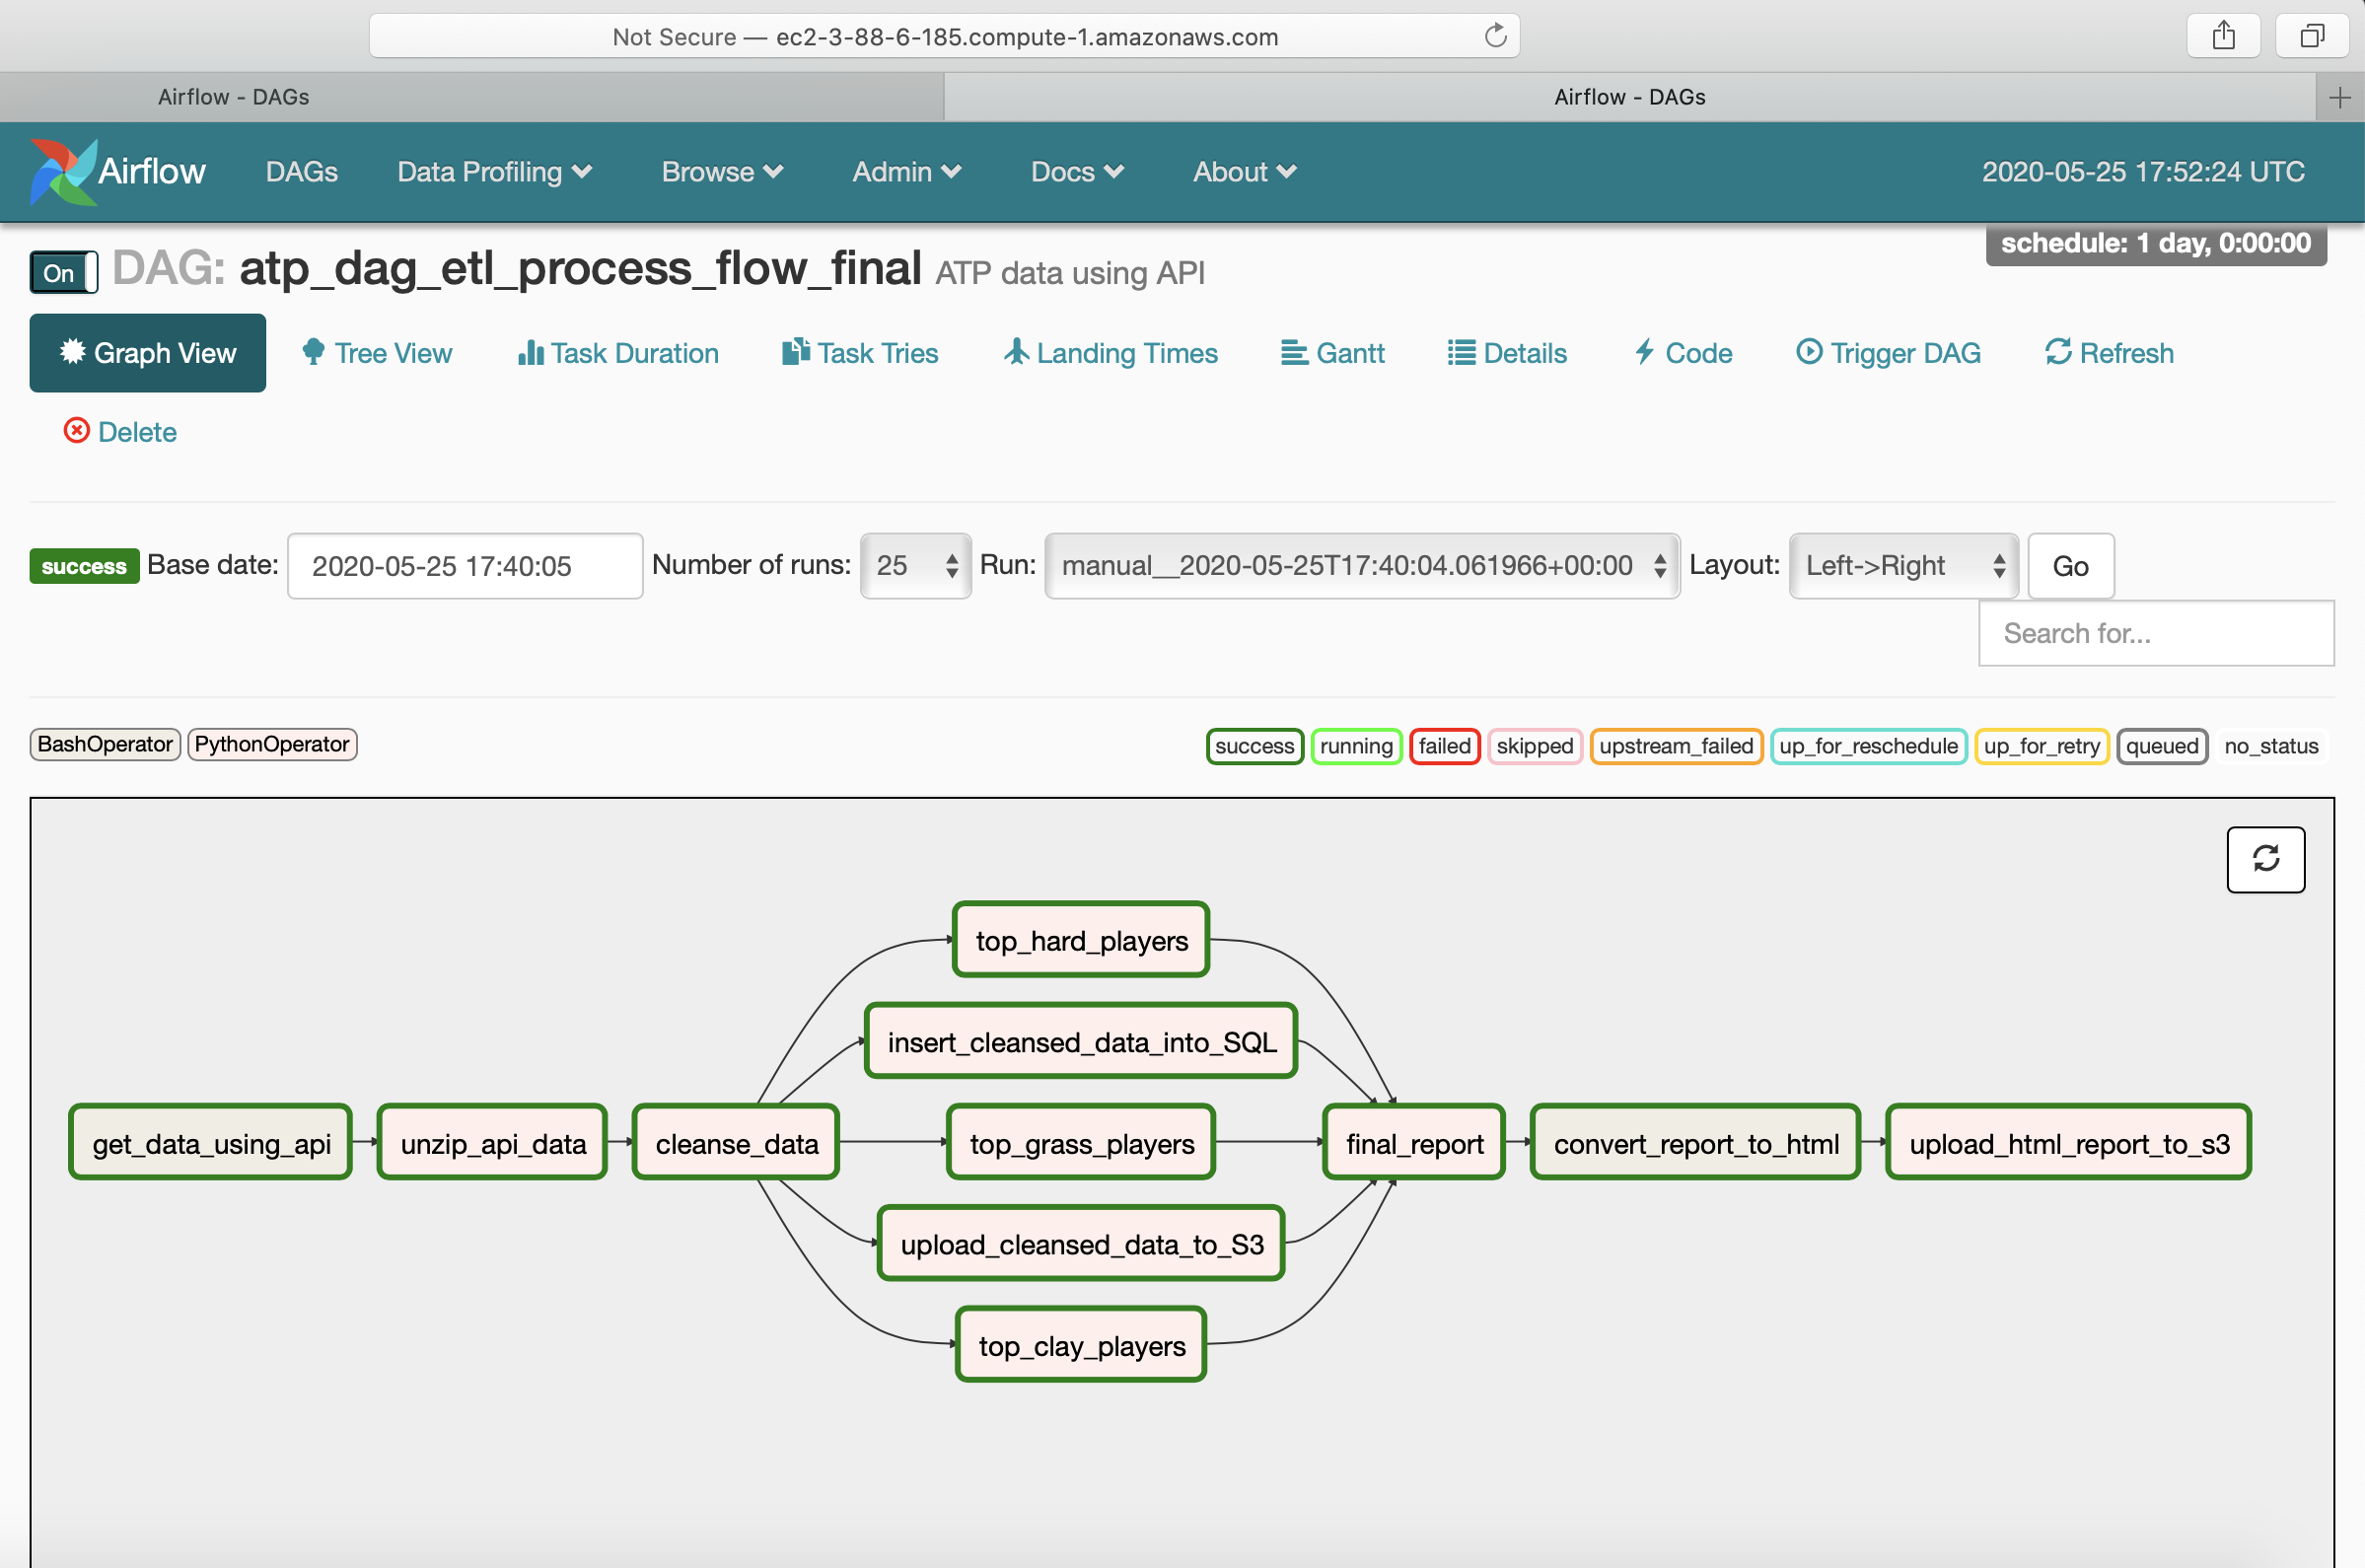 Not Secure — ec2-3-88-6-185.compute-1.amazonaws.com
Airflow - DAGs
Airflow - DAGs
Airflow DAGs Data Profiling Browse Admin Docs About 2020-05-25 17:52:24 UTC
schedule: 1 day, 0:00:00
On DAG: atp_dag_etl_process_flow_final ATP data using API
Graph View Tree View Task Duration Task Tries Landing Times Gantt Details Code Trigger DAG Refresh
Delete
success Base date: 2020-05-25 17:40:05 Number of runs: 25 Run: manual__2020-05-25T17:40:04.061966+00:00 Layout: Left->Right Go
Search for...
BashOperator PythonOperator success running failed skipped upstream_failed up_for_reschedule up_for_retry queued no_status
top_hard_players
insert_cleansed_data_into_SQL
get_data_using_api unzip_api_data cleanse_data top_grass_players final_report convert_report_to_html upload_html_report_to_s3
upload_cleansed_data_to_S3
top_clay_players